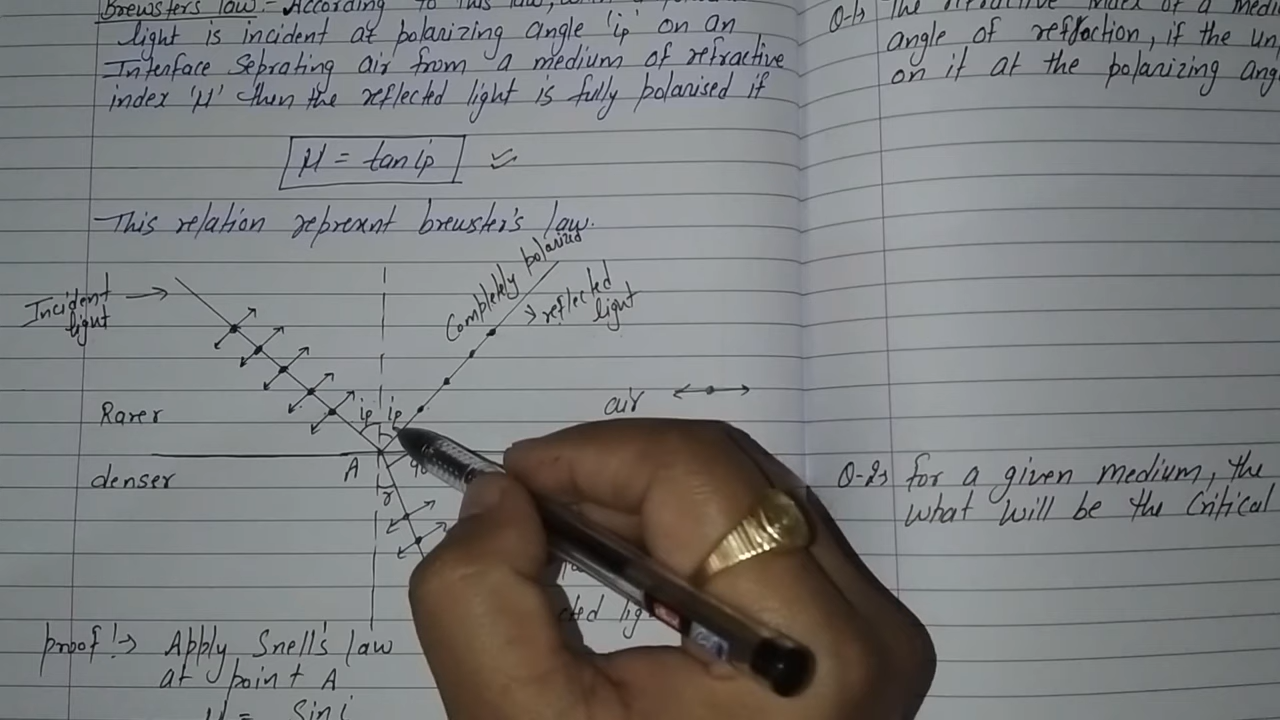 Brewsters law :- According to this law,
light is incident at polarizing angle 'ip' on an
Interface Seprating air from a medium of refractive
index 'μ' then the reflected light is fully polarised if
μ = tan ip
This relation represent brewster's law.
Incident
light
Completely polarized
reflected
light
ip ip
Rarer
air
A
denser
r
cted
proof :→ Apply Snell's law
at point A
μ = Sin i
Q-1
angle of refraction, if the un
on it at the polarizing ang
Q-2 for a given medium, the
what will be the Critical